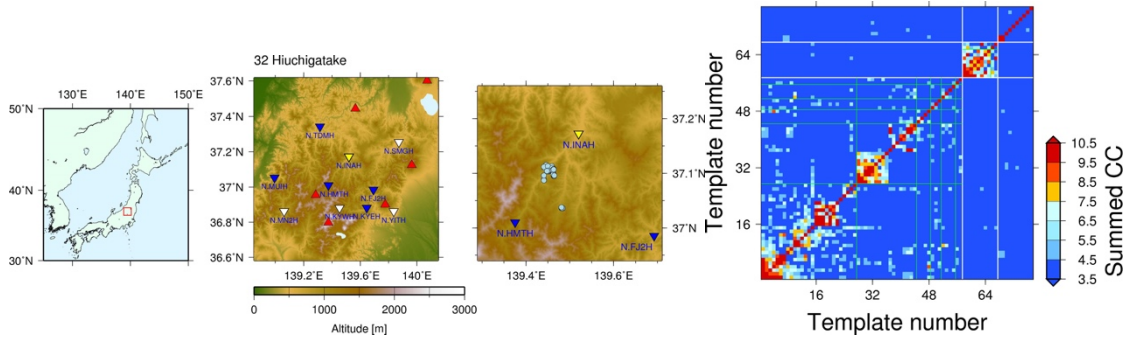 130°E 140°E 150°E
50°N
40°N
30°N
32 Hiuchigatake
37.6°N
37.4°N
37.2°N
37°N
36.8°N
36.6°N
N.TDMH
N.SMGH
N.INAH
N.MUIH
N.HMTH
N.FJ2H
N.MN2H
N.KYWH
N.KYEH
N.YITH
139.2°E 139.6°E 140°E
0 1000 2000 3000
Altitude [m]
N.INAH
N.HMTH
N.FJ2H
37.2°N
37.1°N
37°N
139.4°E 139.6°E
Template number
64
48
32
16
16 32 48 64
Template number
10.5
9.5
8.5
7.5
6.5
5.5
4.5
3.5
Summed CC